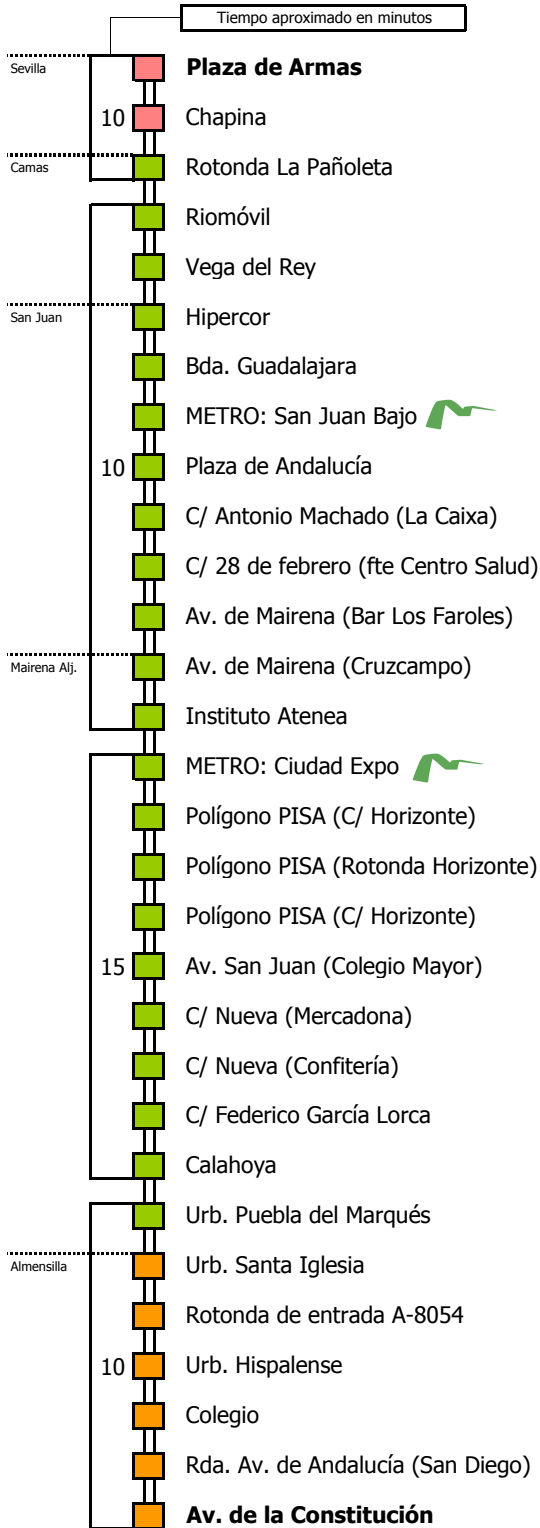 Tiempo aproximado en minutos
Sevilla
Plaza de Armas
10
Chapina
Camas
Rotonda La Pañoleta
Riomóvil
Vega del Rey
San Juan
Hipercor
Bda. Guadalajara
METRO: San Juan Bajo
10
Plaza de Andalucía
C/ Antonio Machado (La Caixa)
C/ 28 de febrero (fte Centro Salud)
Av. de Mairena (Bar Los Faroles)
Mairena Alj.
Av. de Mairena (Cruzcampo)
Instituto Atenea
METRO: Ciudad Expo
Polígono PISA (C/ Horizonte)
Polígono PISA (Rotonda Horizonte)
Polígono PISA (C/ Horizonte)
15
Av. San Juan (Colegio Mayor)
C/ Nueva (Mercadona)
C/ Nueva (Confitería)
C/ Federico García Lorca
Calahoya
Urb. Puebla del Marqués
Almensilla
Urb. Santa Iglesia
Rotonda de entrada A-8054
10
Urb. Hispalense
Colegio
Rda. Av. de Andalucía (San Diego)
Av. de la Constitución